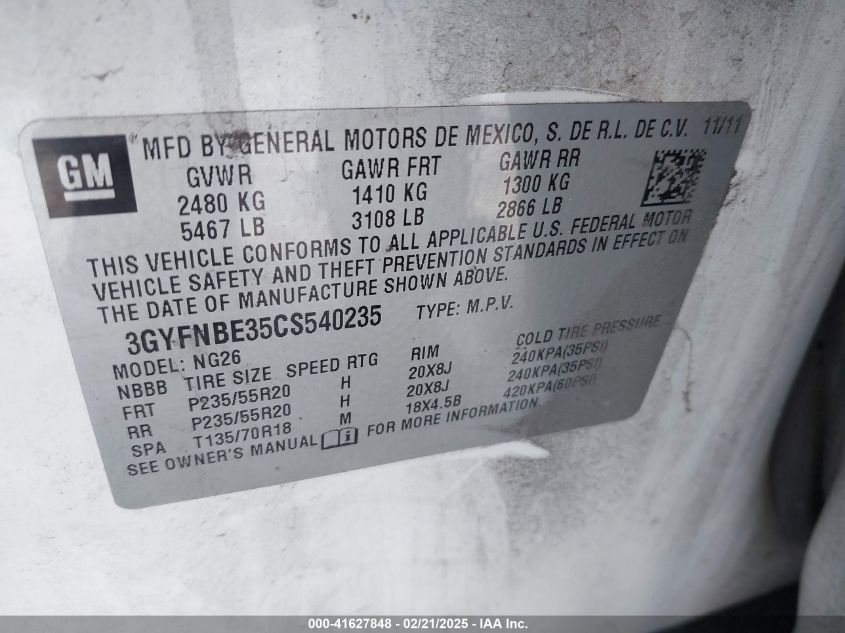 GM
® MFD BY GENERAL MOTORS DE MEXICO, S. DE R.L. DE C.V. 11/11
GVWR GAWR FRT GAWR RR
2480 KG 1410 KG 1300 KG
5467 LB 3108 LB 2866 LB
THIS VEHICLE CONFORMS TO ALL APPLICABLE U.S. FEDERAL MOTOR
VEHICLE SAFETY AND THEFT PREVENTION STANDARDS IN EFFECT ON
THE DATE OF MANUFACTURE SHOWN ABOVE.
3GYFNBE35CS540235 TYPE: M.P.V.
MODEL: NG26
NBBB TIRE SIZE SPEED RTG RIM COLD TIRE PRESSURE
FRT P235/55R20 H 20X8J 240KPA(35PSI)
RR P235/55R20 H 20X8J 240KPA(35PSI)
SPA T135/70R18 M 18X4.5B 420KPA(60PSI)
SEE OWNER'S MANUAL FOR MORE INFORMATION.
000-41627848 - 02/21/2025 - IAA Inc.